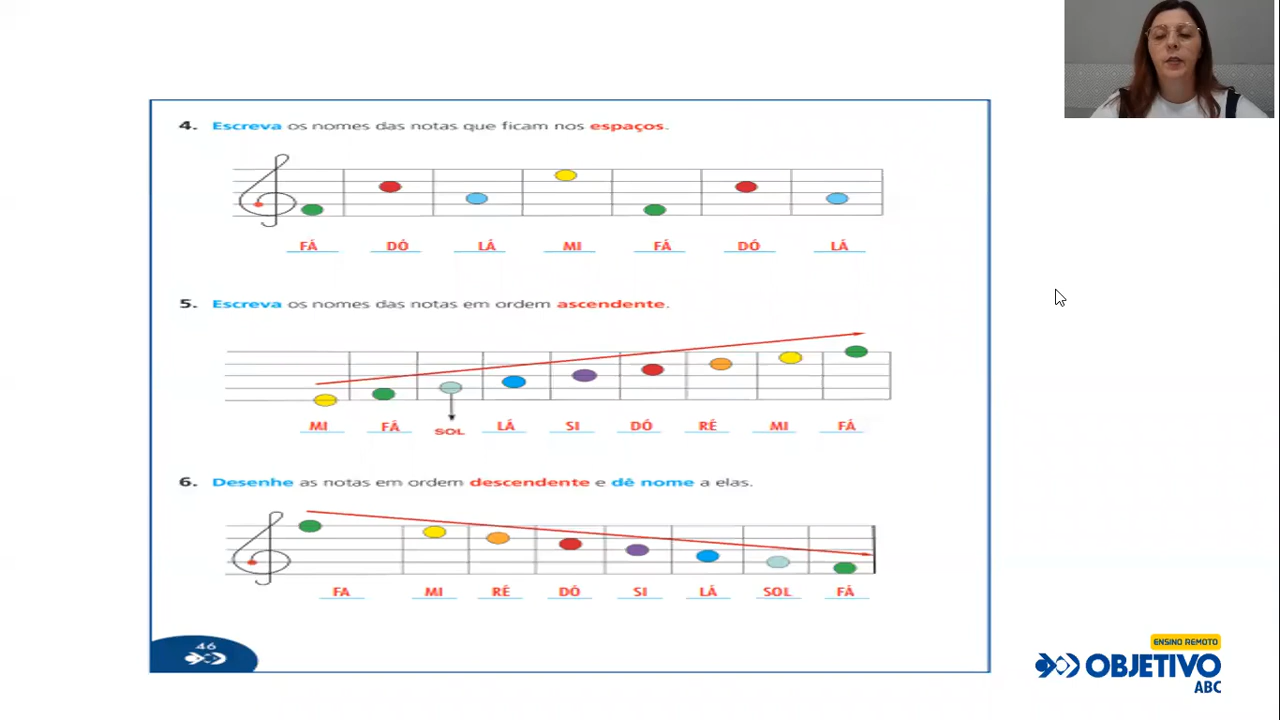 4. Escreva os nomes das notas que ficam nos espaços.
FÁ DÓ LÁ MI FÁ DÓ LÁ
5. Escreva os nomes das notas em ordem ascendente.
MI FÁ SOL LÁ SI DÓ RÉ MI FÁ
6. Desenhe as notas em ordem descendente e dê nome a elas.
FA MI RÉ DÓ SI LÁ SOL FÁ
46
ENSINO REMOTO
OBJETIVO
ABC